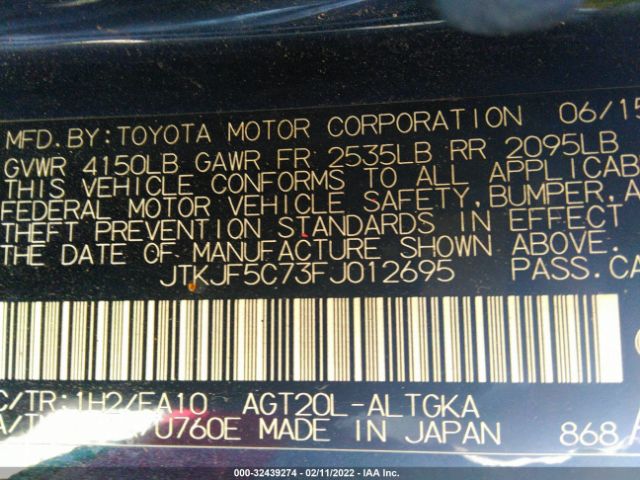 MFD.BY:TOYOTA MOTOR CORPORATION 06/15
GVWR 4150LB GAWR FR 2535LB RR 2095LB
THIS VEHICLE CONFORMS TO ALL APPLICAB
FEDERAL MOTOR VEHICLE SAFETY,BUMPER,A
THEFT PREVENTION STANDARDS IN EFFECT
THE DATE OF MANUFACTURE SHOWN ABOVE.
JTKJF5C73FJ012695 PASS.CA
C/TR:1H2/FA10 AGT20L-ALTGKA
U760E MADE IN JAPAN 868
000-32439274 - 02/11/2022 - IAA Inc.